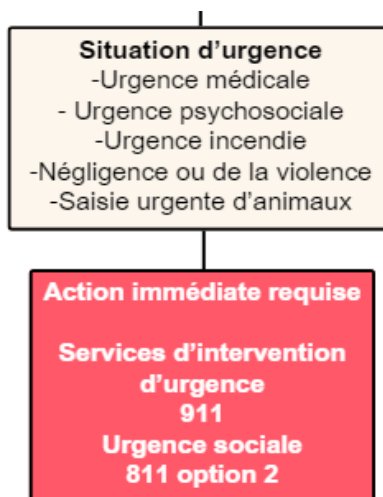 Situation d’urgence
-Urgence médicale
- Urgence psychosociale
-Urgence incendie
-Négligence ou de la violence
-Saisie urgente d’animaux
Action immédiate requise
Services d’intervention
d’urgence
911
Urgence sociale
811 option 2